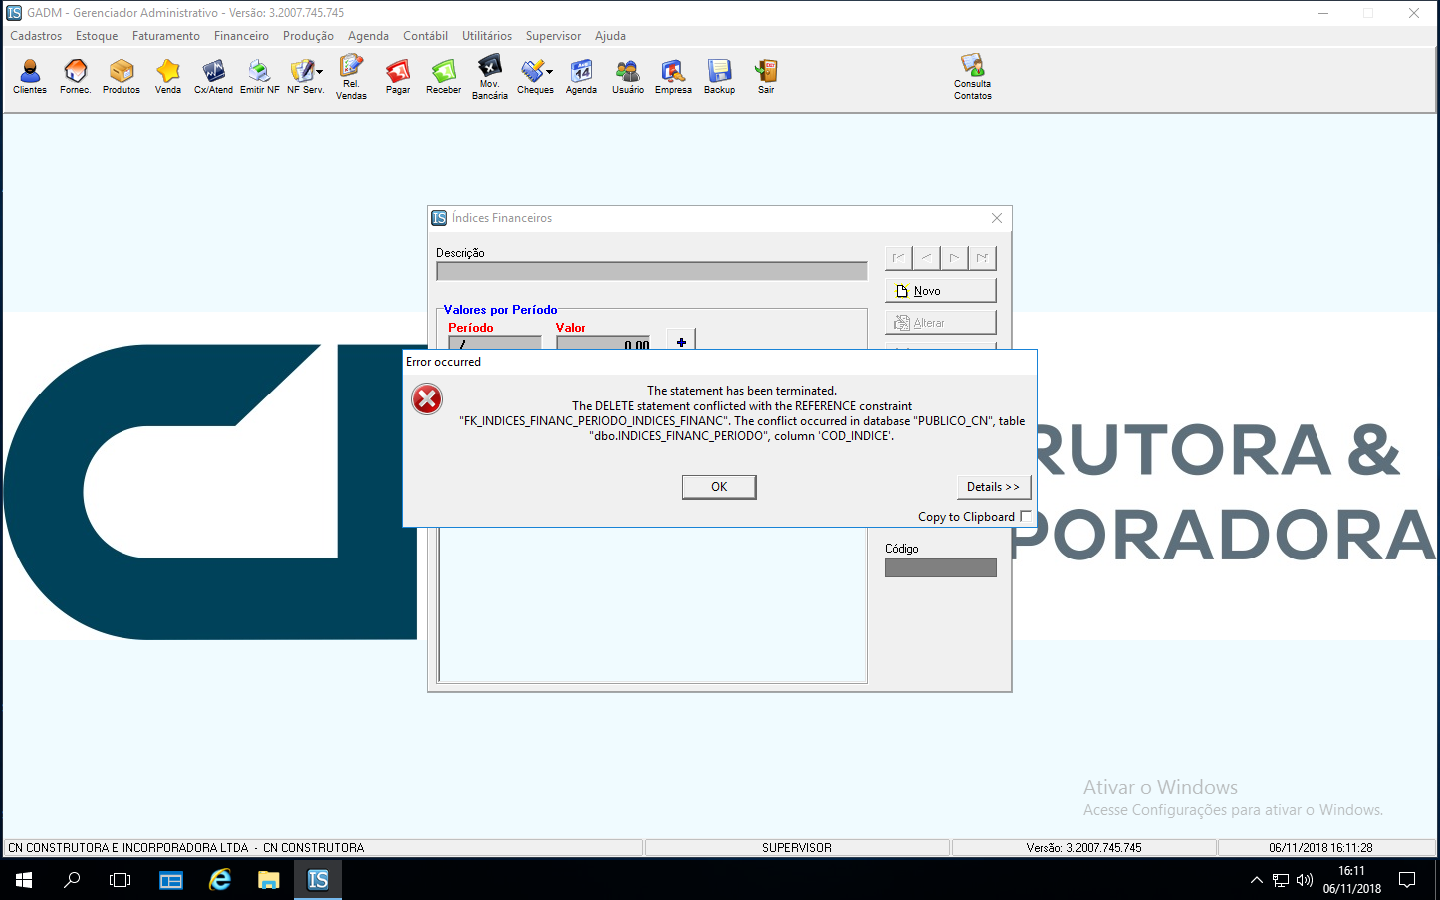 IS GADM - Gerenciador Administrativo - Versão: 3.2007.745.745
Cadastros Estoque Faturamento Financeiro Produção Agenda Contábil Utilitários Supervisor Ajuda
Clientes Fornec. Produtos Venda Cx/Atend Emitir NF NF Serv. Rel. Vendas Pagar Receber Mov. Bancária Cheques Agenda Usuário Empresa Backup Sair Consulta Contatos
IS Índices Financeiros
Descrição
Novo
Valores por Período
Período Valor
Alterar
/ 0,00 +
Error occurred
The statement has been terminated.
The DELETE statement conflicted with the REFERENCE constraint
"FK_INDICES_FINANC_PERIODO_INDICES_FINANC". The conflict occurred in database "PUBLICO_CN", table
"dbo.INDICES_FINANC_PERIODO", column 'COD_INDICE'.
OK
Details >>
Copy to Clipboard
RUTORA &
PORADORA
Código
Ativar o Windows
Acesse Configurações para ativar o Windows.
CN CONSTRUTORA E INCORPORADORA LTDA - CN CONSTRUTORA
SUPERVISOR
Versão: 3.2007.745.745
06/11/2018 16:11:28
IS
16:11
06/11/2018